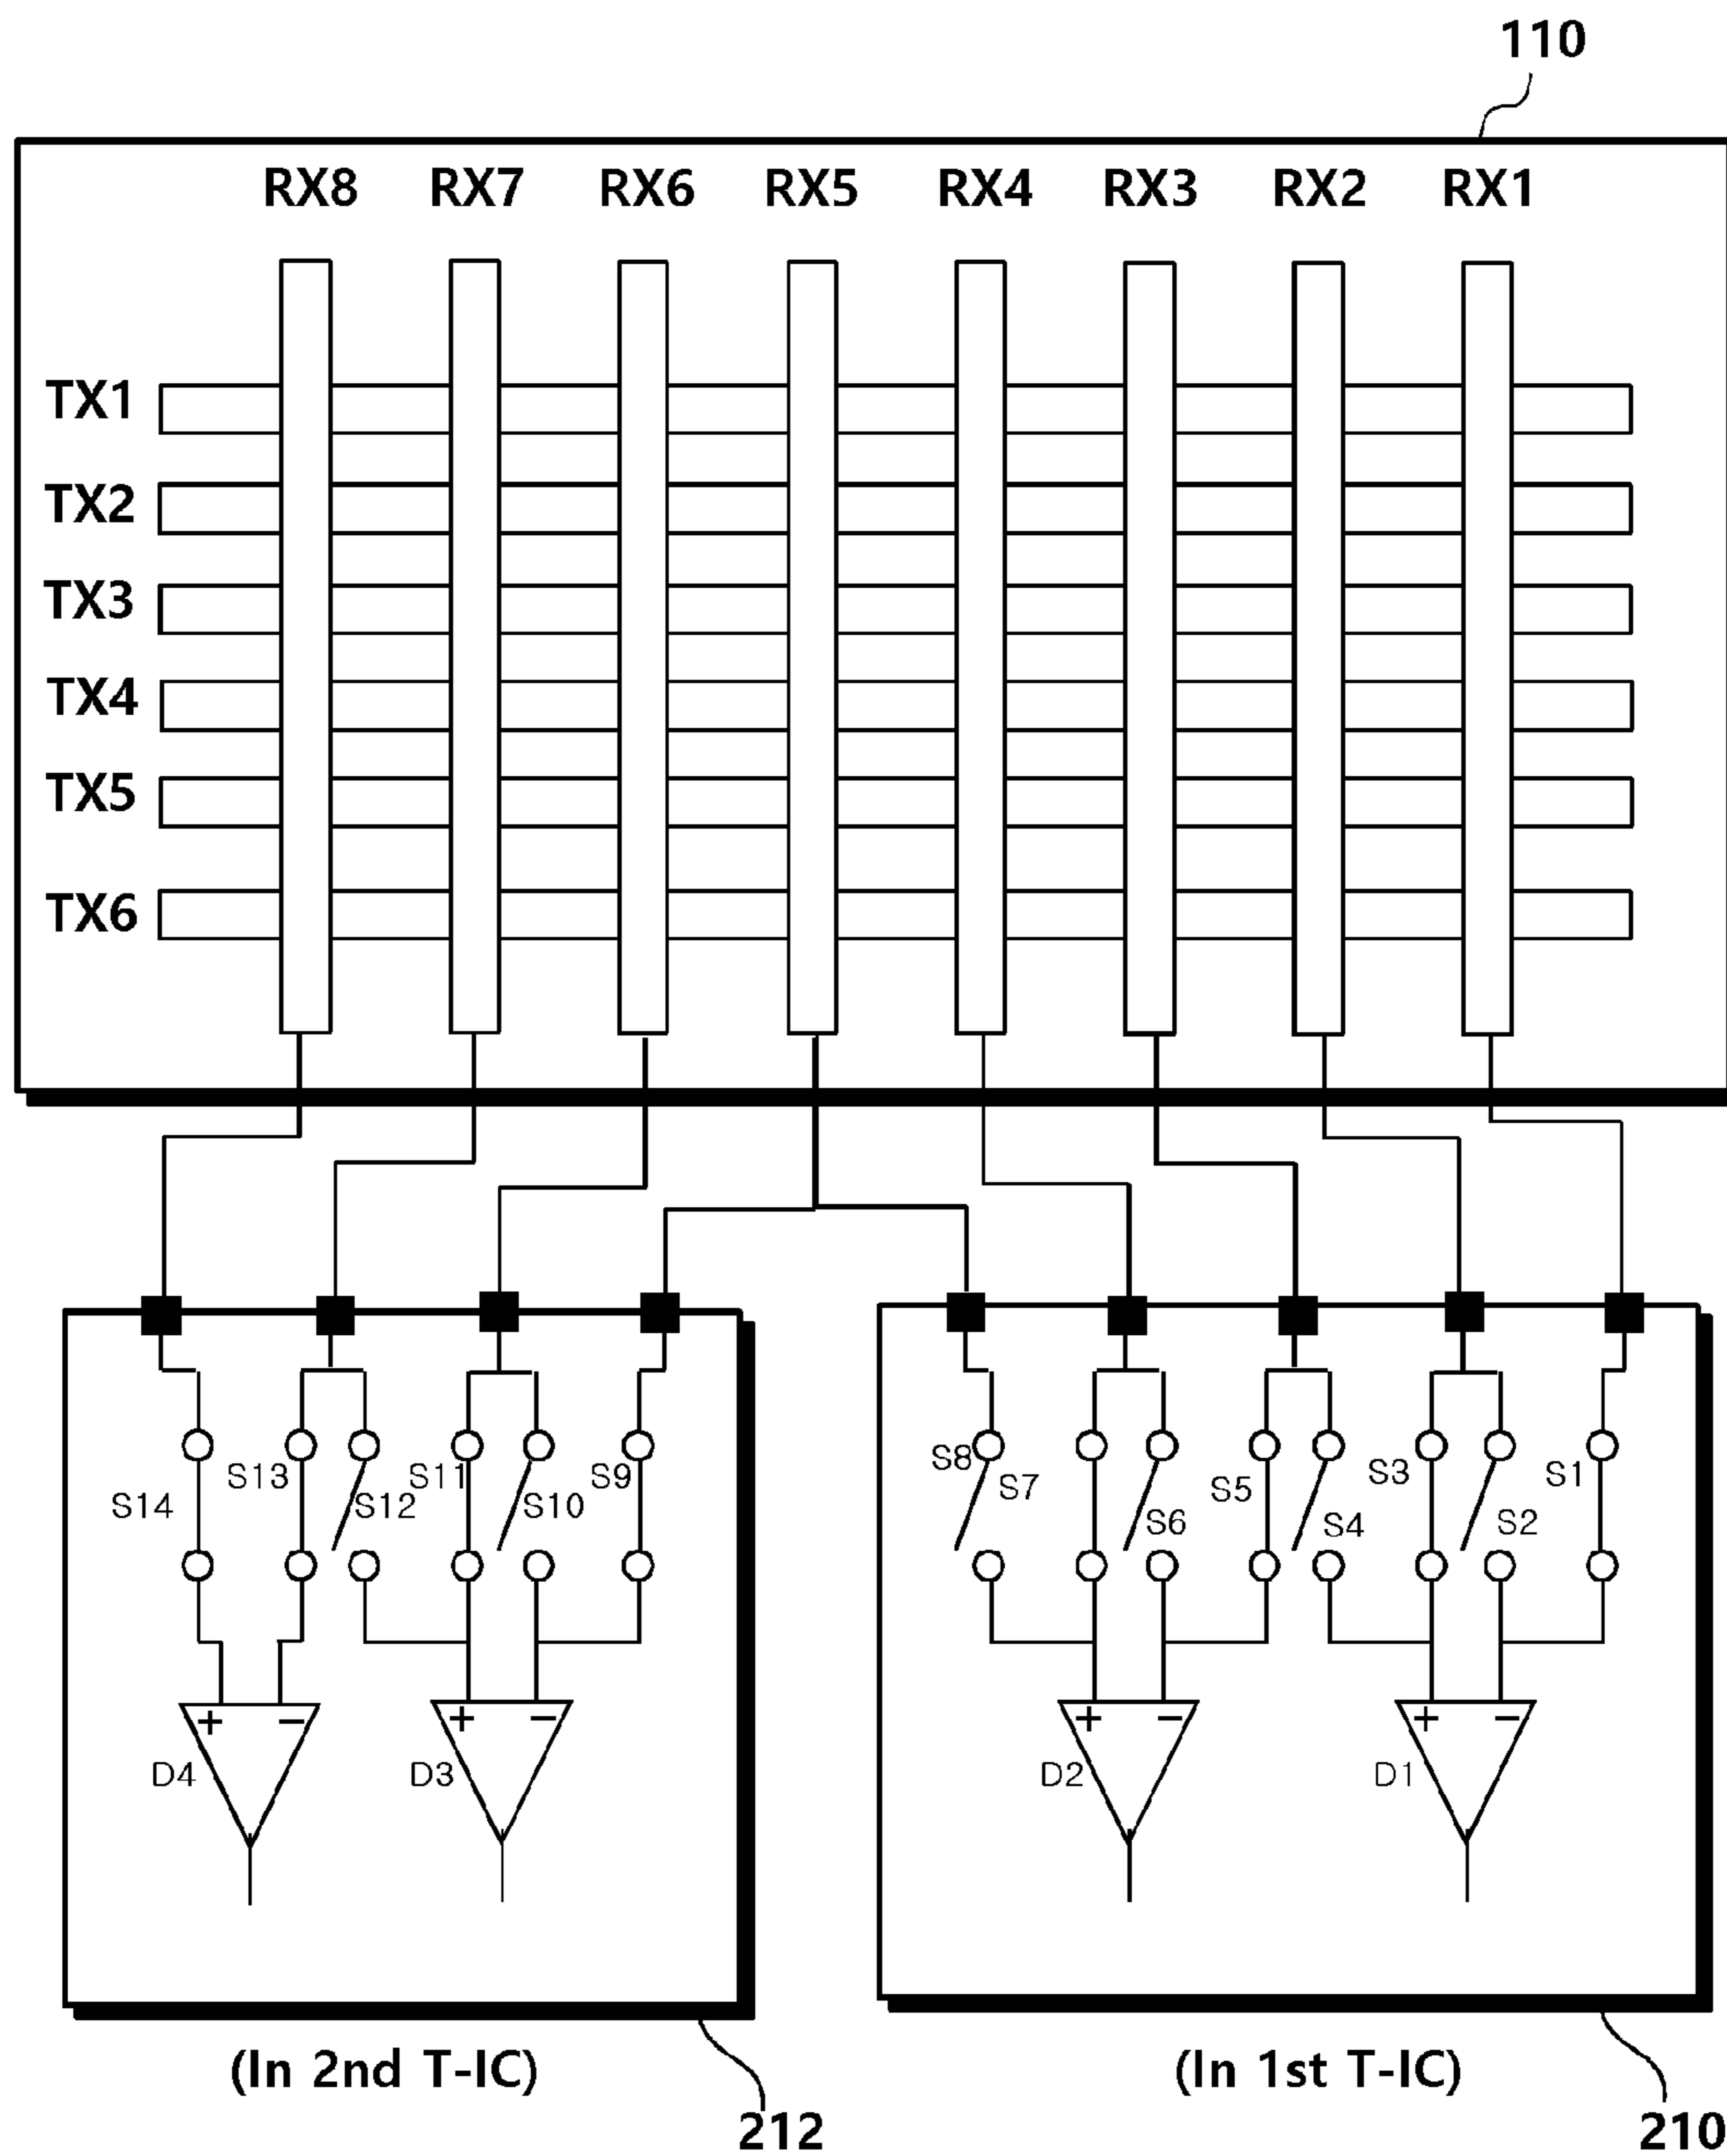 110
RX8 RX7 RX6 RX5 RX4 RX3 RX2 RX1
TX1
TX2
TX3
TX4
TX5
TX6
S14 S13 S12 S11 S10 S9 S8 S7 S6 S5 S4 S3 S2 S1
+ − + − + − + −
D4 D3 D2 D1
(In 2nd T-IC) (In 1st T-IC)
212 210